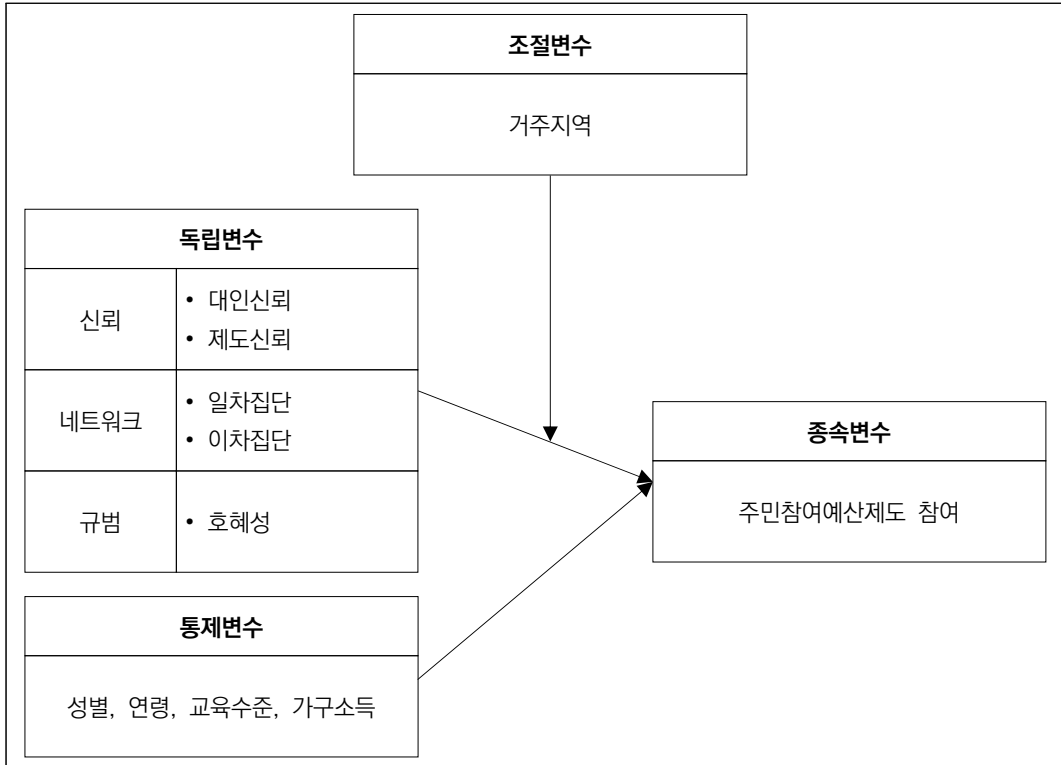 조절변수
거주지역
독립변수
신뢰
• 대인신뢰
• 제도신뢰
네트워크
• 일차집단
• 이차집단
규범
• 호혜성
종속변수
주민참여예산제도 참여
통제변수
성별, 연령, 교육수준, 가구소득